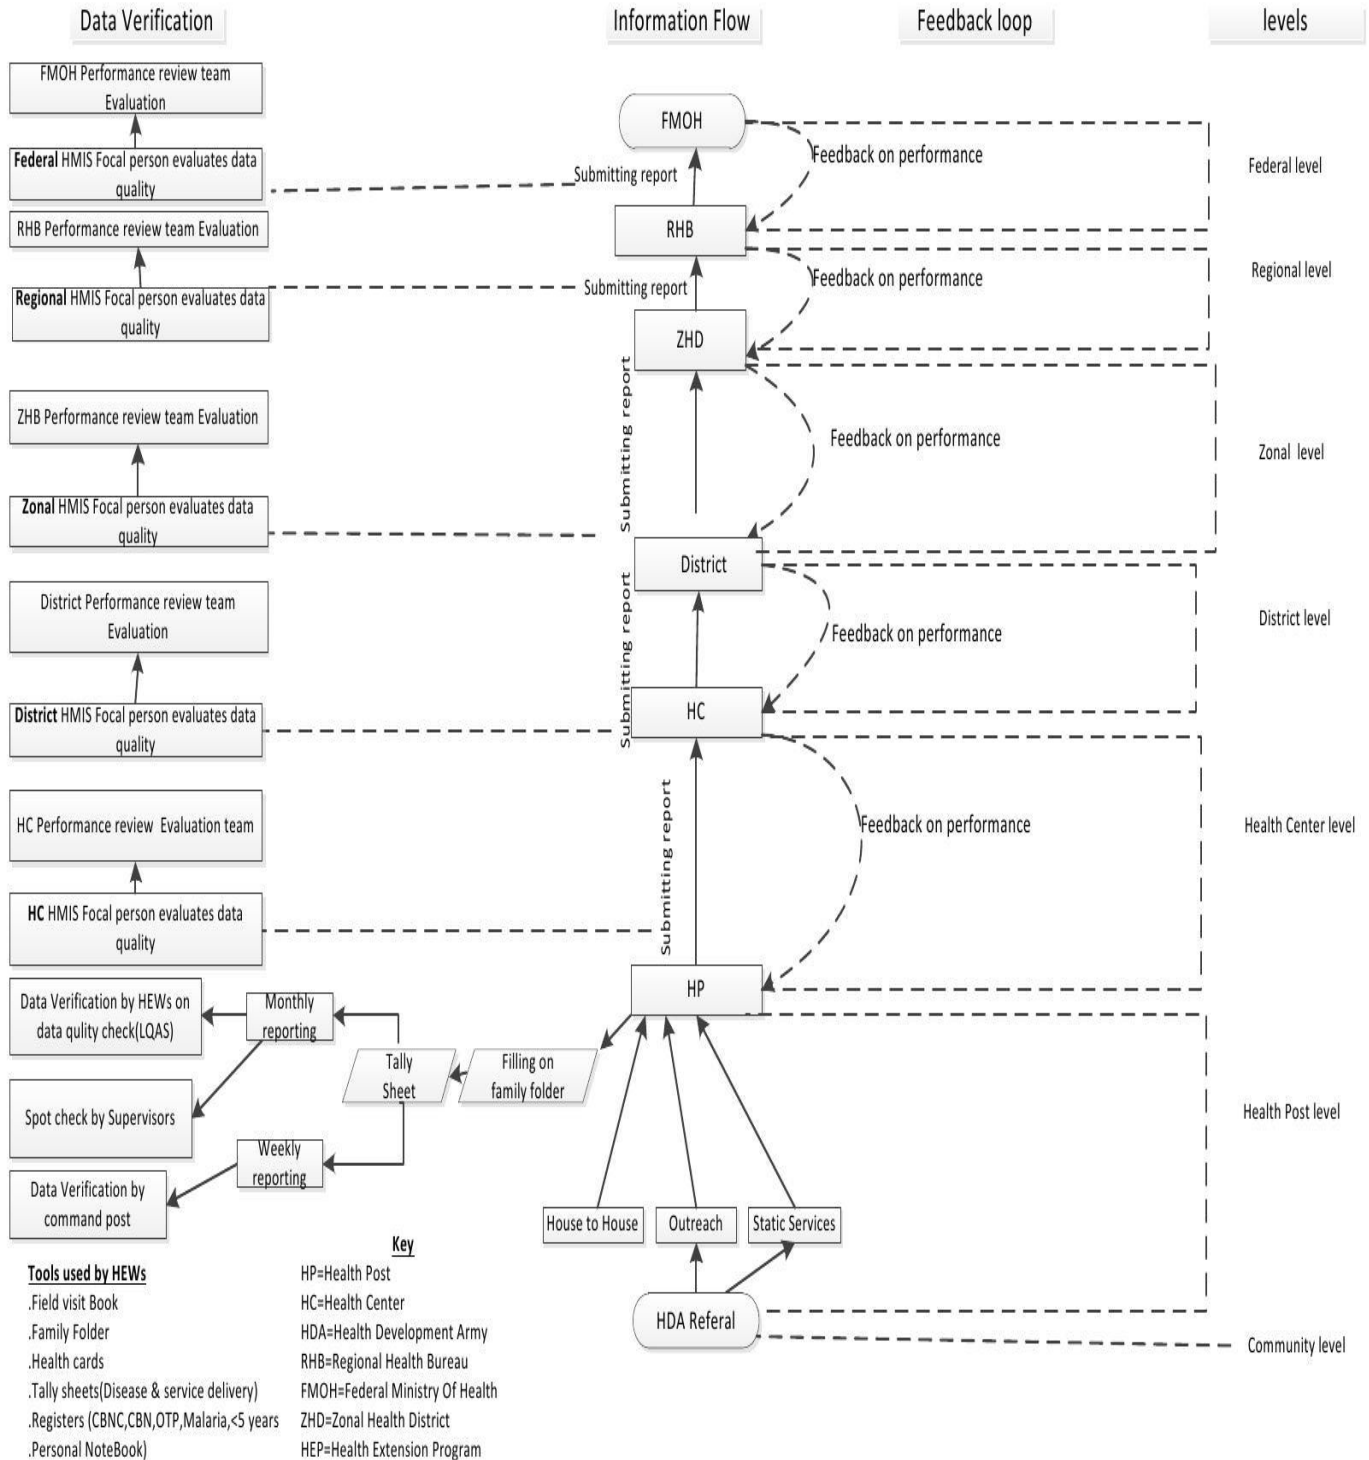 Data Verification
Information Flow
Feedback loop
levels
FMOH Performance review team
Evaluation
FMOH
Feedback on performance
Federal level
Federal HMIS Focal person evaluates data
quality
Submitting report
RHB Performance review team Evaluation
RHB
Feedback on performance
Regional level
Regional HMIS Focal person evaluates data
quality
Submitting report
ZHD
ZHB Performance review team Evaluation
Submitting report
Feedback on performance
Zonal level
Zonal HMIS Focal person evaluates data
quality
District
District Performance review team
Evaluation
Submitting report
Feedback on performance
District level
District HMIS Focal person evaluates data
quality
HC
HC Performance review Evaluation team
Submitting report
Feedback on performance
Health Center level
HC HMIS Focal person evaluates data
quality
HP
Data Verification by HEWs on
data qulity check(LQAS)
Monthly
reporting
Tally
Sheet
Filling on
family folder
Spot check by Supervisors
Health Post level
Weekly
reporting
Data Verification by
command post
House to House
Outreach
Static Services
HDA Referal
Community level
Tools used by HEWs
.Field visit Book
.Family Folder
.Health cards
.Tally sheets(Disease & service delivery)
.Registers (CBNC,CBN,OTP,Malaria,<5 years
.Personal NoteBook)
Key
HP=Health Post
HC=Health Center
HDA=Health Development Army
RHB=Regional Health Bureau
FMOH=Federal Ministry Of Health
ZHD=Zonal Health District
HEP=Health Extension Program